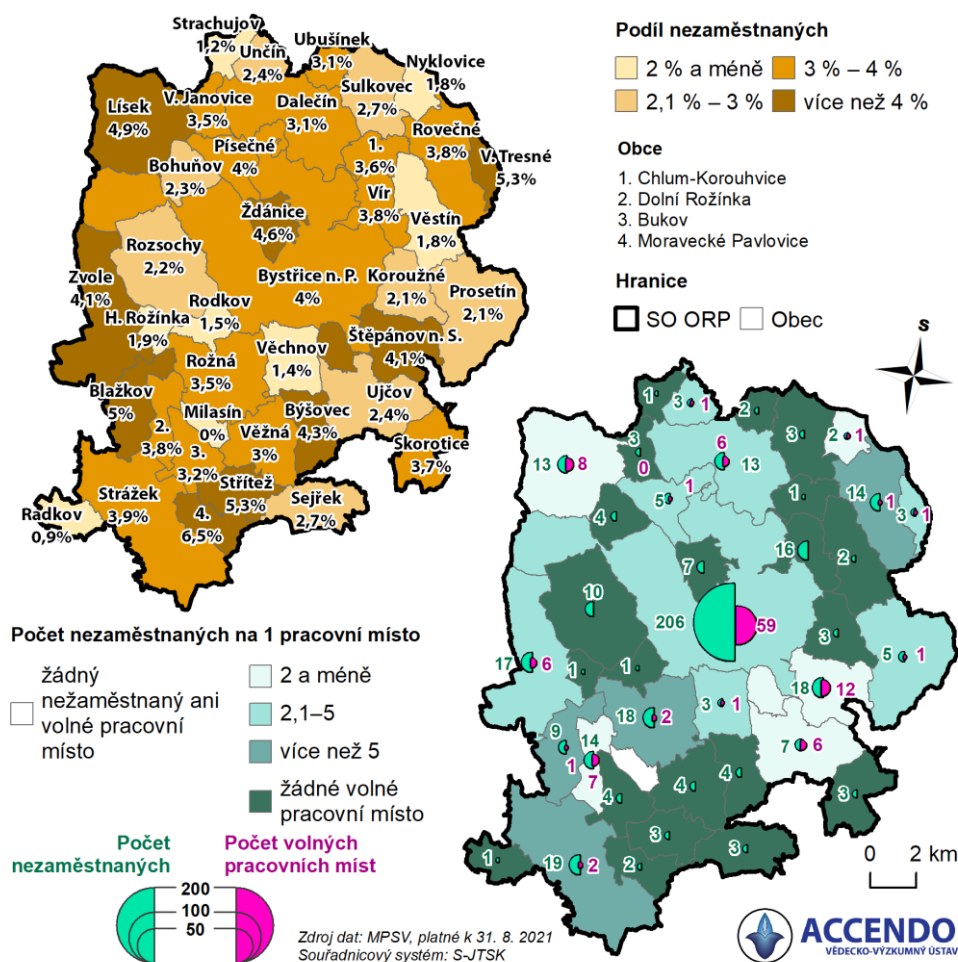 Strachujov
1,2%
Unčín
2,4%
Ubušínek
3,1%
Nyklovice
1,8%
Sulkovec
2,7%
Lísek
4,9%
V. Janovice
3,5%
Dalečín
3,1%
Rovečné
3,8%
Písečné
4%
1.
3,6%
V. Tresné
5,3%
Bohuňov
2,3%
Vír
3,8%
Ždánice
4,6%
Věstín
1,8%
Rozsochy
2,2%
Zvole
4,1%
Bystřice n. P.
4%
Koroužné
2,1%
Prosetín
2,1%
Rodkov
1,5%
H. Rožínka
1,9%
Věchnov
1,4%
Štěpánov n. S.
4,1%
Rožná
3,5%
Blažkov
5%
Ujčov
2,4%
Milasín
0%
Býšovec
4,3%
2.
3,8%
Věžná
3%
Skorotice
3,7%
3.
3,2%
Střítež
5,3%
Strážek
3,9%
Sejřek
2,7%
Radkov
0,9%
4.
6,5%
Podíl nezaměstnaných
2 % a méně
3 % – 4 %
2,1 % – 3 %
více než 4 %
Obce
1. Chlum-Korouhvice
2. Dolní Rožínka
3. Bukov
4. Moravecké Pavlovice
Hranice
SO ORP
Obec
S
1
3
1
2
3
2
1
13
8
3
0
6
13
5
1
1
14
1
3
1
4
16
2
7
10
206
59
3
5
1
17
6
1
1
18
2
3
1
18
12
9
1
14
7
7
6
4
4
4
3
3
3
19
2
2
1
Počet nezaměstnaných na 1 pracovní místo
žádný
nežaměstnaný ani
volné pracovní
místo
2 a méně
2,1–5
více než 5
žádné volné
pracovní místo
Počet
nezaměstnaných
Počet volných
pracovních míst
200
100
50
0 2 km
Zdroj dat: MPSV, platné k 31. 8. 2021
Souřadnicový systém: S-JTSK
ACCENDO
VĚDECKO-VÝZKUMNÝ ÚSTAV